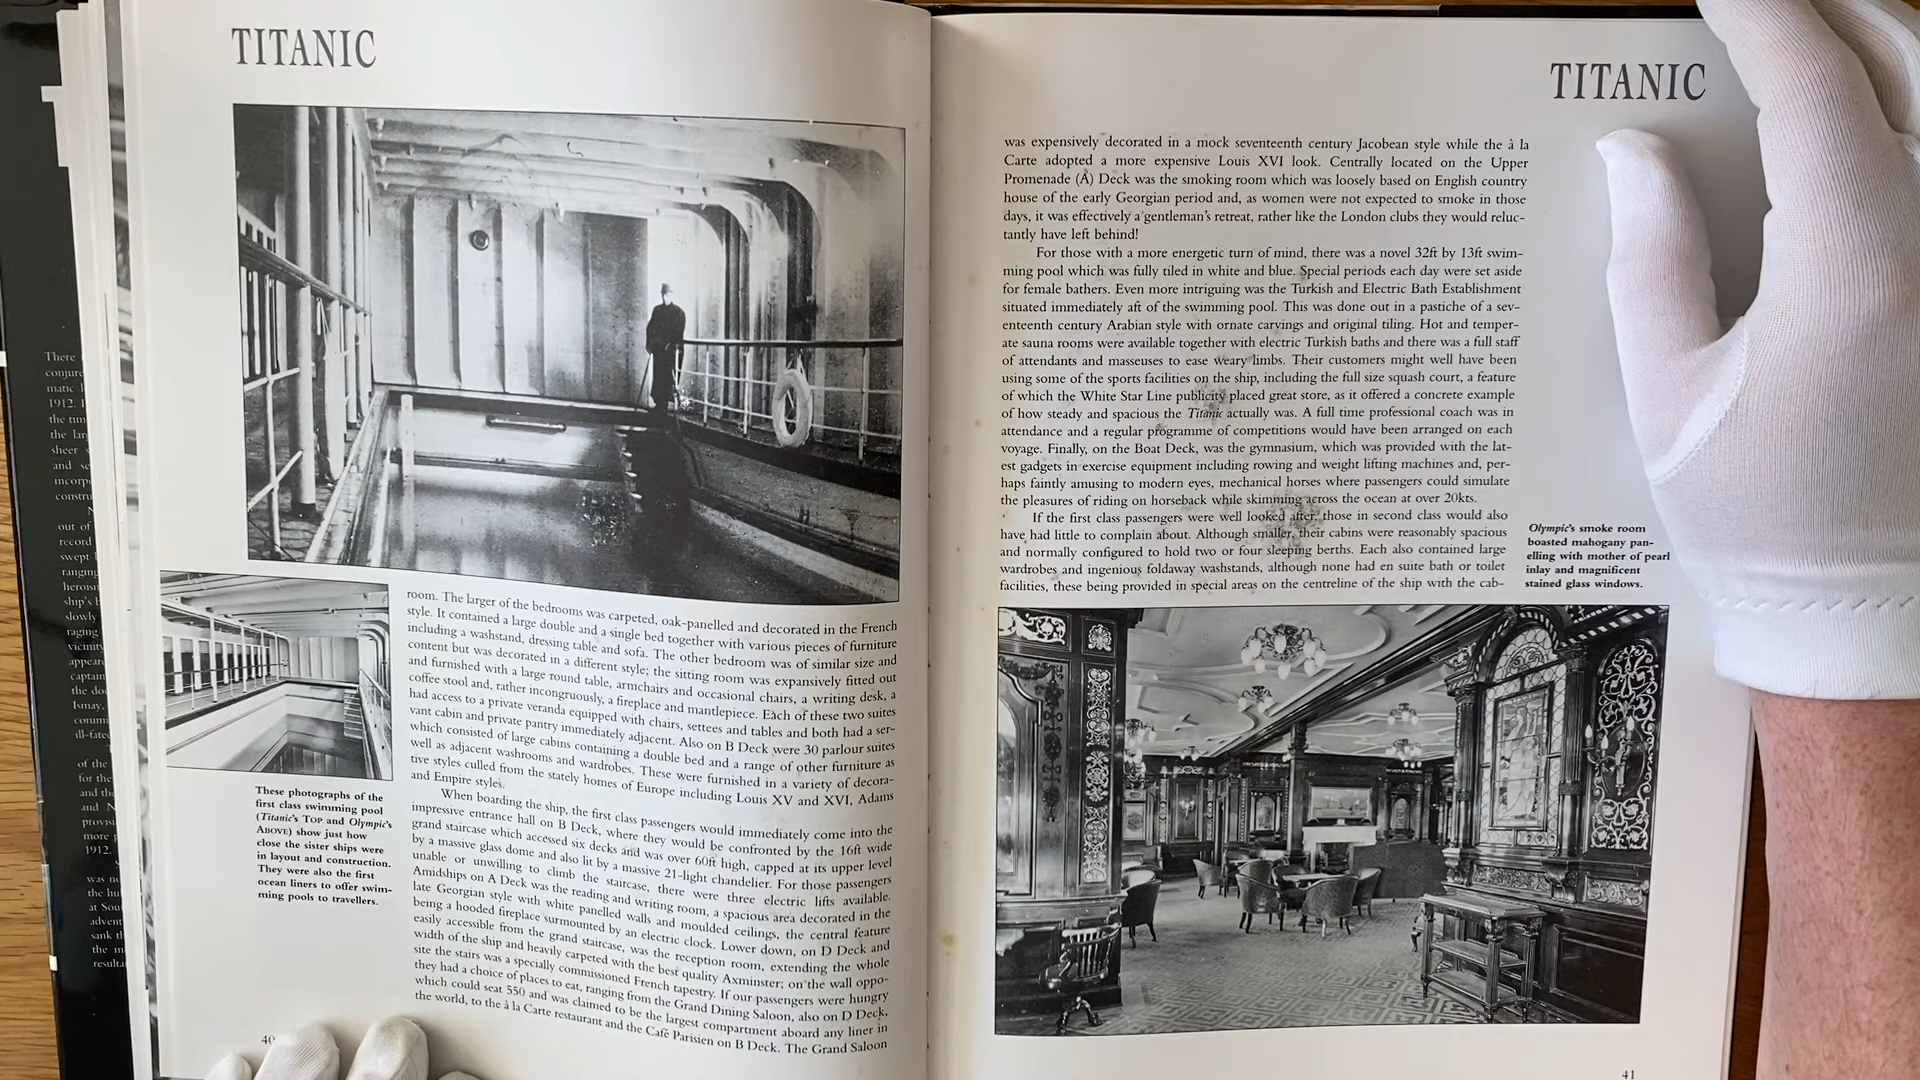 TITANIC
room. The larger of the bedrooms was carpeted, oak-panelled and decorated in the French
style. It contained a large double and a single bed together with various pieces of furniture
including a washstand, dressing table and sofa. The other bedroom was of similar size and
content but was decorated in a different style; the sitting room was expansively fitted out
and furnished with a large round table, armchairs and occasional chairs, a writing desk, a
coffee stool and, rather incongruously, a fireplace and mantlepiece. Each of these two suites
had access to a private veranda equipped with chairs, settees and tables and both had a ser-
vant cabin and private pantry immediately adjacent. Also on B Deck were 30 parlour suites
which consisted of large cabins containing a double bed and a range of other furniture as
well as adjacent washrooms and wardrobes. These were furnished in a variety of decora-
tive styles culled from the stately homes of Europe including Louis XV and XVI, Adams
and Empire styles.
When boarding the ship, the first class passengers would immediately come into the
impressive entrance hall on B Deck, where they would be confronted by the 16ft wide
grand staircase which accessed six decks and was over 60ft high, capped at its upper level
by a massive glass dome and also lit by a massive 21-light chandelier. For those passengers
unable or unwilling to climb the staircase, there were three electric lifts available.
Amidships on A Deck was the reading and writing room, a spacious area decorated in the
late Georgian style with white panelled walls and moulded ceilings, the central feature
being a hooded fireplace surmounted by an electric clock. Lower down, on D Deck and
easily accessible from the grand staircase, was the reception room, extending the whole
width of the ship and heavily carpeted with the best quality Axminster; on the wall oppo-
site the stairs was a specially commissioned French tapestry. If our passengers were hungry
they had a choice of places to eat, ranging from the Grand Dining Saloon, also on D Deck,
which could seat 550 and was claimed to be the largest compartment aboard any liner in
the world, to the à la Carte restaurant and the Café Parisien on B Deck. The Grand Saloon
These photographs of the
first class swimming pool
(Titanic's TOP and Olympic's
ABOVE) show just how
close the sister ships were
in layout and construction.
They were also the first
ocean liners to offer swim-
ming pools to travellers.
40
TITANIC
was expensively decorated in a mock seventeenth century Jacobean style while the à la
Carte adopted a more expensive Louis XVI look. Centrally located on the Upper
Promenade (A) Deck was the smoking room which was loosely based on English country
house of the early Georgian period and, as women were not expected to smoke in those
days, it was effectively a gentleman's retreat, rather like the London clubs they would reluc-
tantly have left behind!
For those with a more energetic turn of mind, there was a novel 32ft by 13ft swim-
ming pool which was fully tiled in white and blue. Special periods each day were set aside
for female bathers. Even more intriguing was the Turkish and Electric Bath Establishment
situated immediately aft of the swimming pool. This was done out in a pastiche of a sev-
enteenth century Arabian style with ornate carvings and original tiling. Hot and temper-
ate sauna rooms were available together with electric Turkish baths and there was a full staff
of attendants and masseuses to ease weary limbs. Their customers might well have been
using some of the sports facilities on the ship, including the full size squash court, a feature
of which the White Star Line publicity placed great store, as it offered a concrete example
of how steady and spacious the Titanic actually was. A full time professional coach was in
attendance and a regular programme of competitions would have been arranged on each
voyage. Finally, on the Boat Deck, was the gymnasium, which was provided with the lat-
est gadgets in exercise equipment including rowing and weight lifting machines and, per-
haps faintly amusing to modern eyes, mechanical horses where passengers could simulate
the pleasures of riding on horseback while skimming across the ocean at over 20kts.
If the first class passengers were well looked after, those in second class would also
have had little to complain about. Although smaller, their cabins were reasonably spacious
and normally configured to hold two or four sleeping berths. Each also contained large
wardrobes and ingenious foldaway washstands, although none had en suite bath or toilet
facilities, these being provided in special areas on the centreline of the ship with the cab-
Olympic's smoke room
boasted mahogany pan-
elling with mother of pearl
inlay and magnificent
stained glass windows.
41